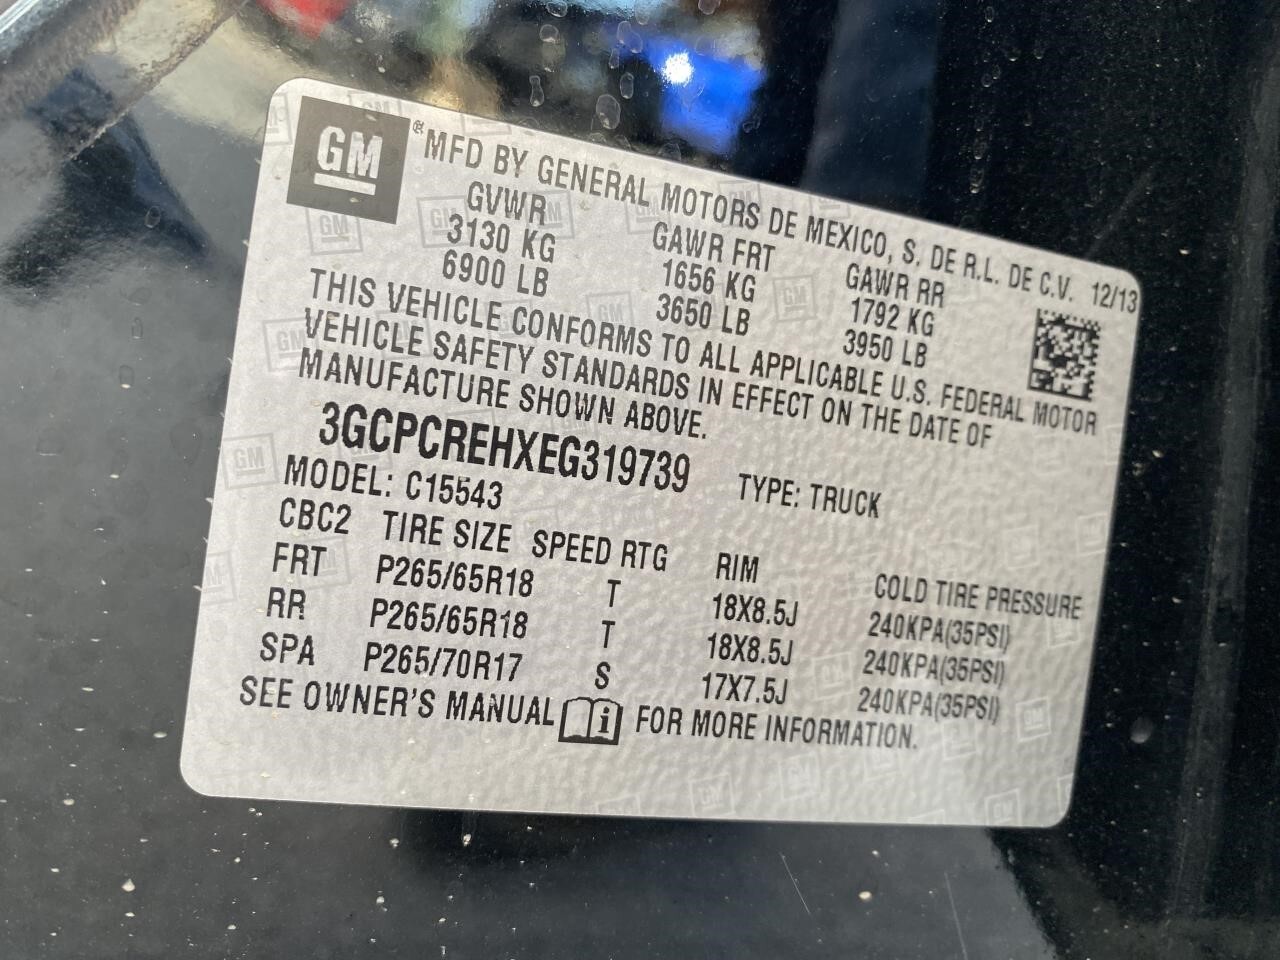 GM
®MFD BY GENERAL MOTORS DE MEXICO, S. DE R.L. DE C.V. 12/13
GVWR GAWR FRT GAWR RR
3130 KG 1656 KG 1792 KG
6900 LB 3650 LB 3950 LB
THIS VEHICLE CONFORMS TO ALL APPLICABLE U.S. FEDERAL MOTOR
VEHICLE SAFETY STANDARDS IN EFFECT ON THE DATE OF
MANUFACTURE SHOWN ABOVE.
3GCPCREHXEG319739 TYPE: TRUCK
MODEL: C15543
CBC2 TIRE SIZE SPEED RTG RIM COLD TIRE PRESSURE
FRT P265/65R18 T 18X8.5J 240KPA(35PSI)
RR P265/65R18 T 18X8.5J 240KPA(35PSI)
SPA P265/70R17 S 17X7.5J 240KPA(35PSI)
SEE OWNER'S MANUAL i FOR MORE INFORMATION.